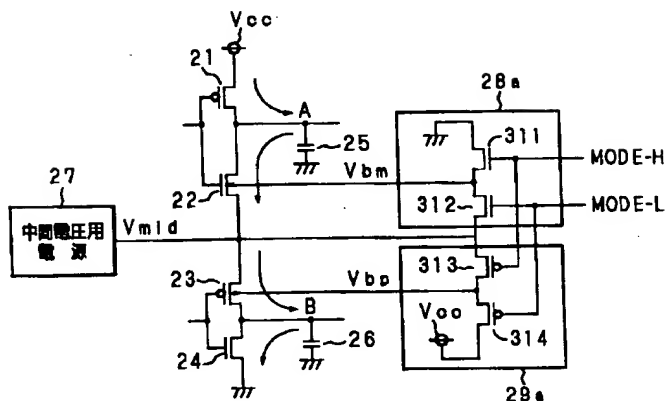 Vcc
21
A
25
22
Vbm
28a
311
312
MODE-H
MODE-L
27
中間電圧用
電源
Vmid
23
Vbp
B
24
26
313
Vcc
314
29a